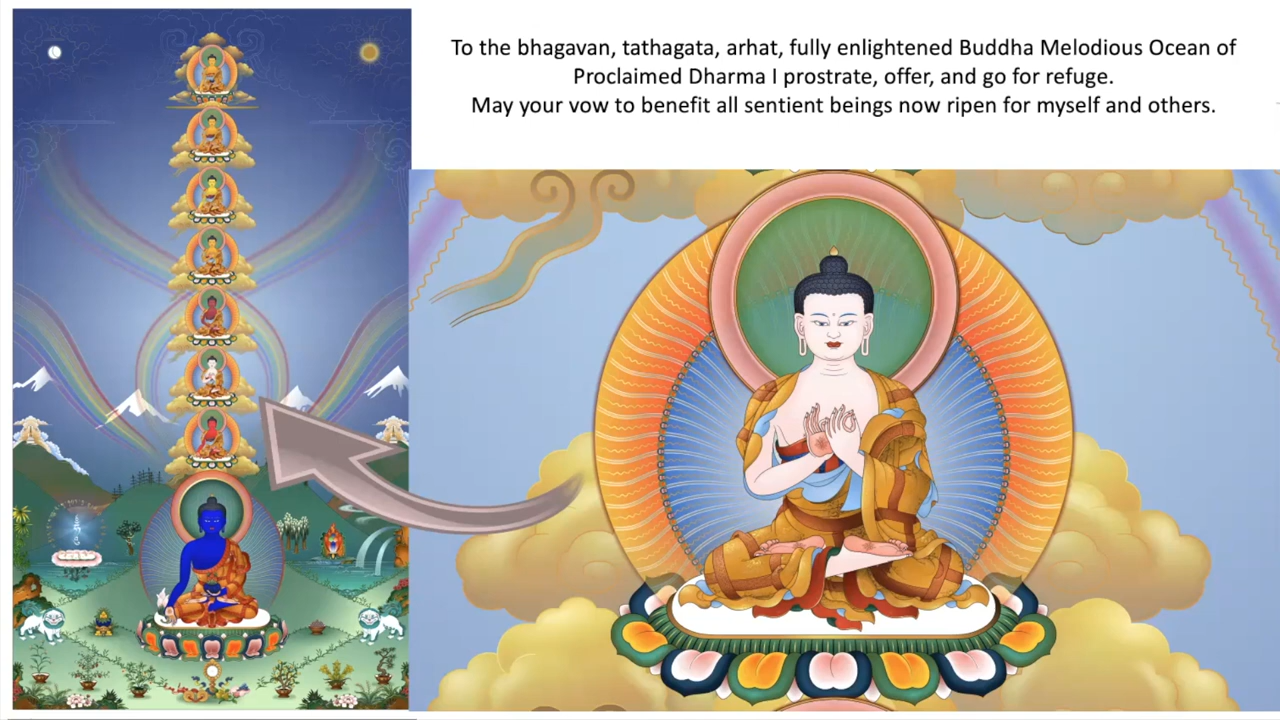 To the bhagavan, tathagata, arhat, fully enlightened Buddha Melodious Ocean of
Proclaimed Dharma I prostrate, offer, and go for refuge.
May your vow to benefit all sentient beings now ripen for myself and others.